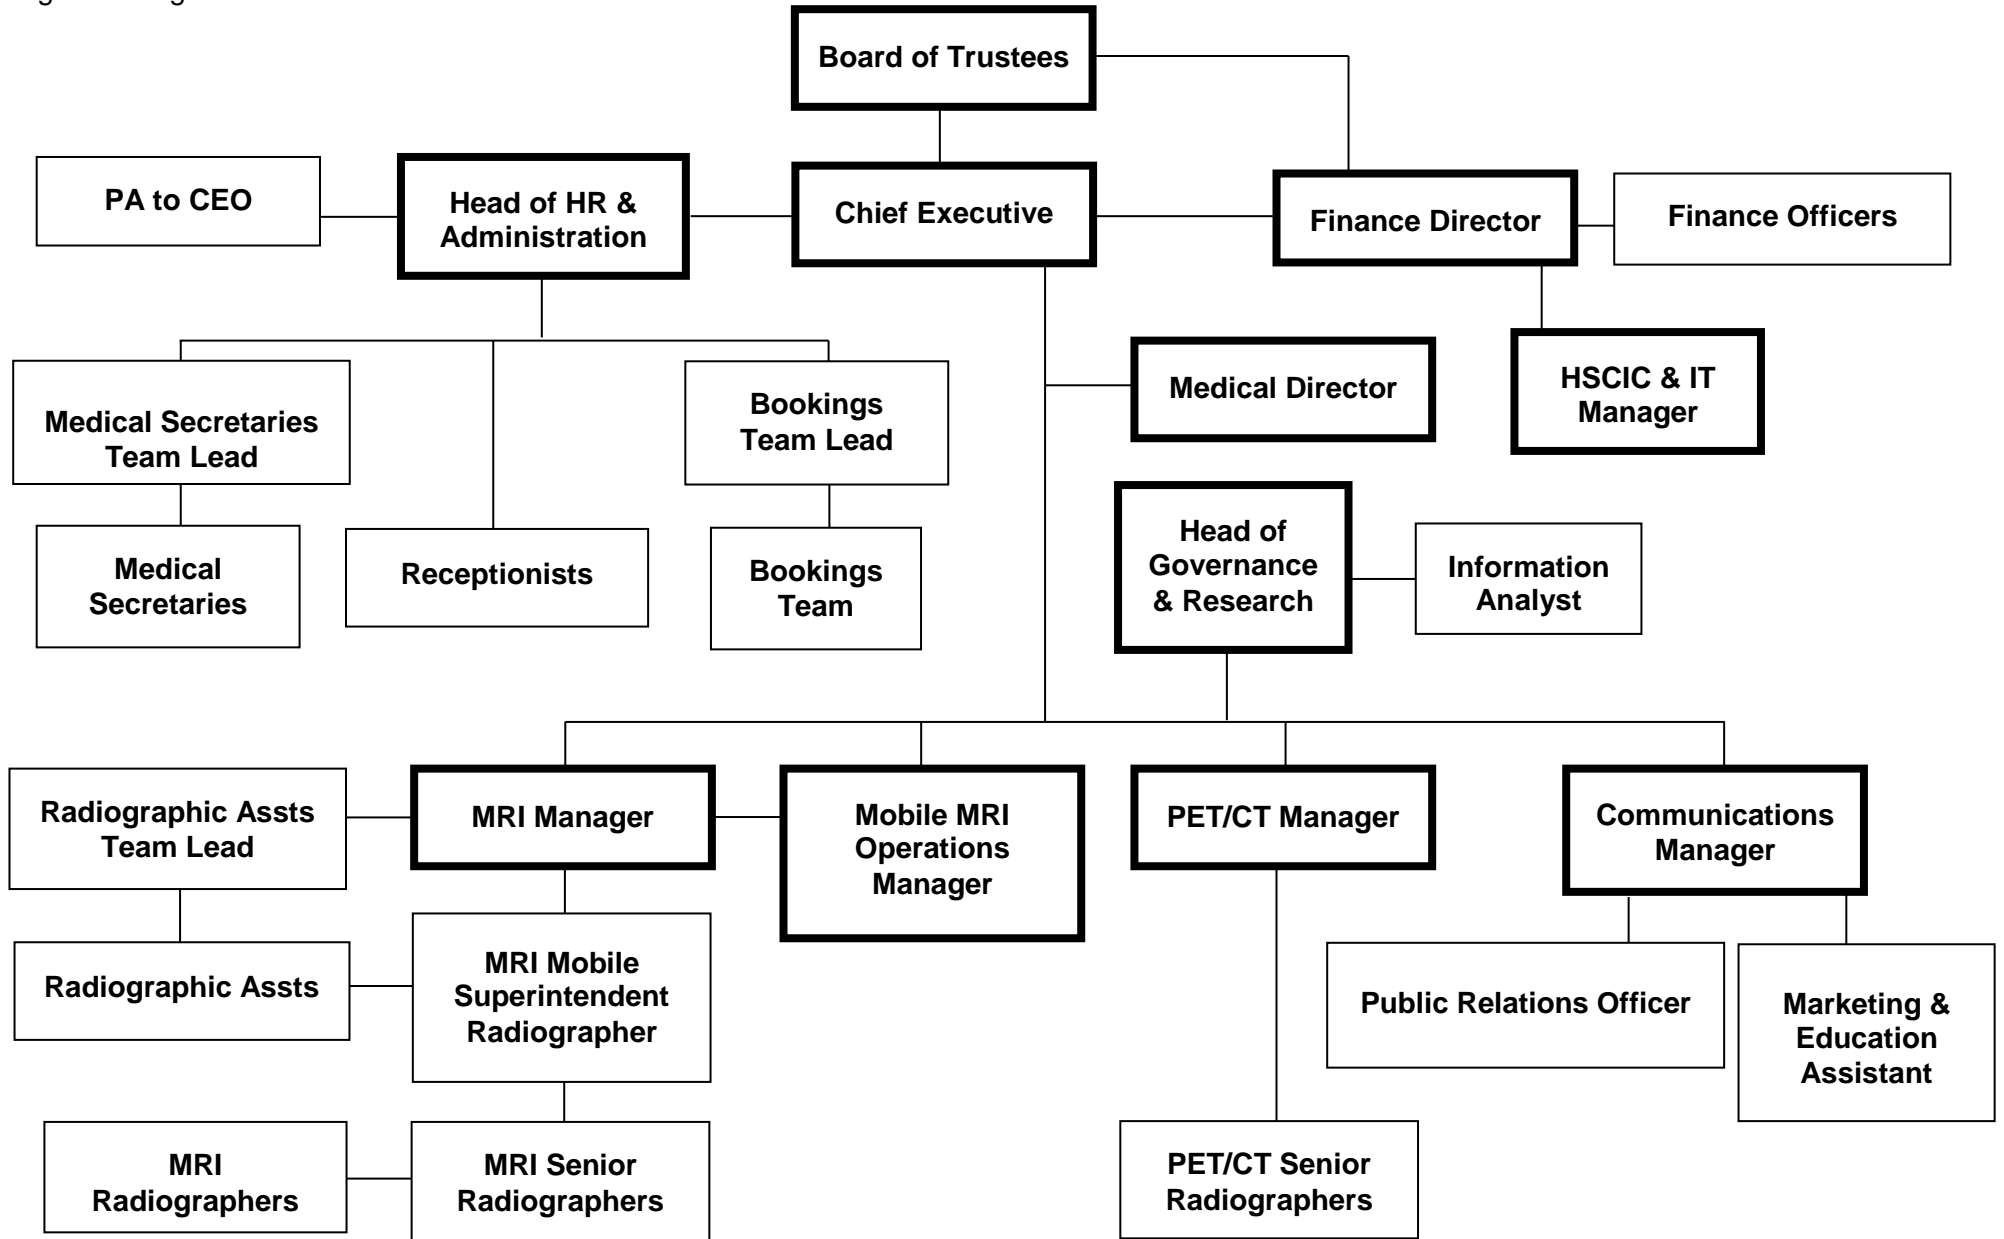 Board of Trustees
PA to CEO
Head of HR &
Administration
Chief Executive
Finance Director
Finance Officers
Medical Secretaries
Team Lead
Bookings
Team Lead
Medical Director
HSCIC & IT
Manager
Medical
Secretaries
Receptionists
Bookings
Team
Head of
Governance
& Research
Information
Analyst
Radiographic Assts
Team Lead
MRI Manager
Mobile MRI
Operations
Manager
PET/CT Manager
Communications
Manager
Radiographic Assts
MRI Mobile
Superintendent
Radiographer
Public Relations Officer
Marketing &
Education
Assistant
MRI
Radiographers
MRI Senior
Radiographers
PET/CT Senior
Radiographers